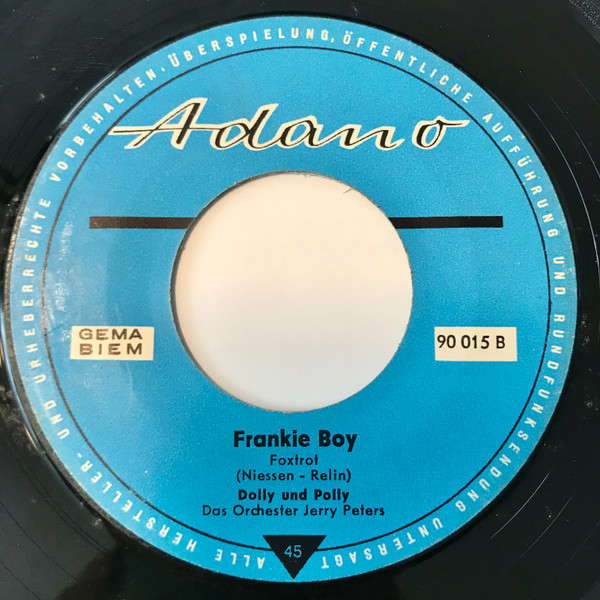 ALLE HERSTELLER- UND URHEBERRECHTE VORBEHALTEN. ÜBERSPIELUNG, ÖFFENTLICHE AUFFÜHRUNG UND RUNDFUNKSENDUNG UNTERSAGT
Adano
GEMA
BIEM
90 015 B
Frankie Boy
Foxtrot
(Niessen - Relin)
Dolly und Polly
Das Orchester Jerry Peters
45